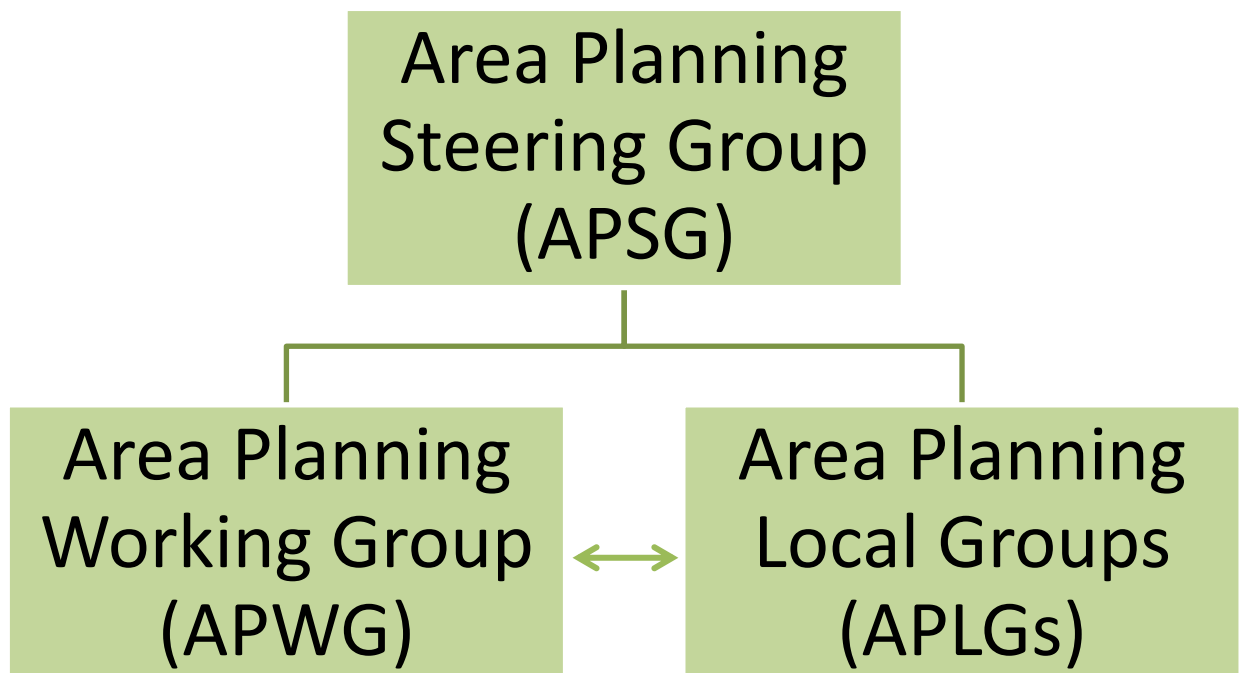 Area Planning
Steering Group
(APSG)
Area Planning
Working Group
(APWG)
Area Planning
Local Groups
(APLGs)